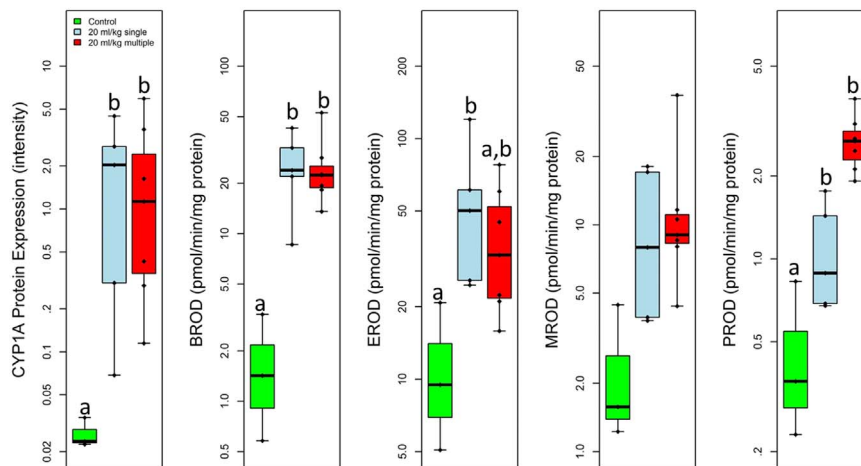 Control
20 ml/kg single
20 ml/kg multiple
CYP1A Protein Expression (intensity)
10
5.0
2.0
1.0
0.5
0.2
0.1
0.05
0.02
a
b
b
BROD (pmol/min/mg protein)
100
50
20
10
5.0
2.0
1.0
0.5
a
b
b
EROD (pmol/min/mg protein)
200
100
50
20
10
5.0
a
b
a,b
MROD (pmol/min/mg protein)
50
20
10
5.0
2.0
1.0
PROD (pmol/min/mg protein)
5.0
2.0
1.0
0.5
.2
a
b
b